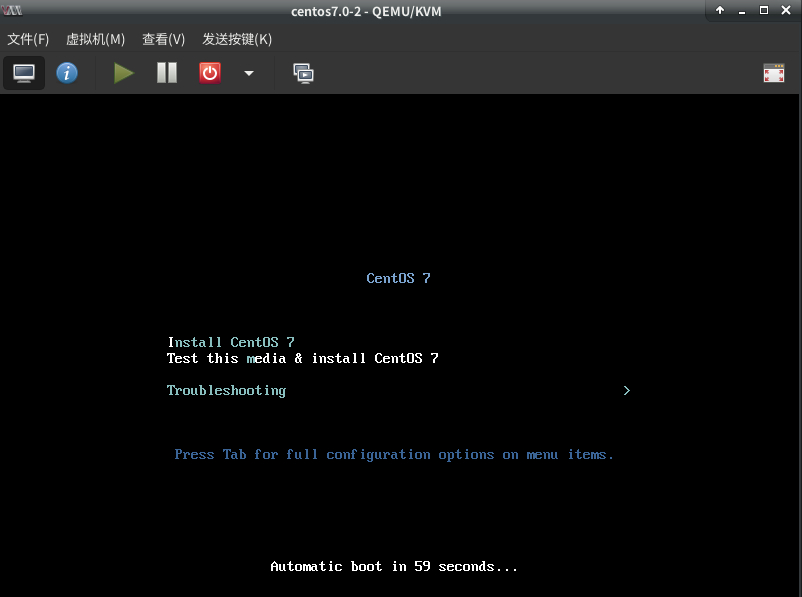 centos7.0-2 - QEMU/KVM
文件(F) 虚拟机(M) 查看(V) 发送按键(K)
CentOS 7
Install CentOS 7
Test this media & install CentOS 7
Troubleshooting >
Press Tab for full configuration options on menu items.
Automatic boot in 59 seconds...